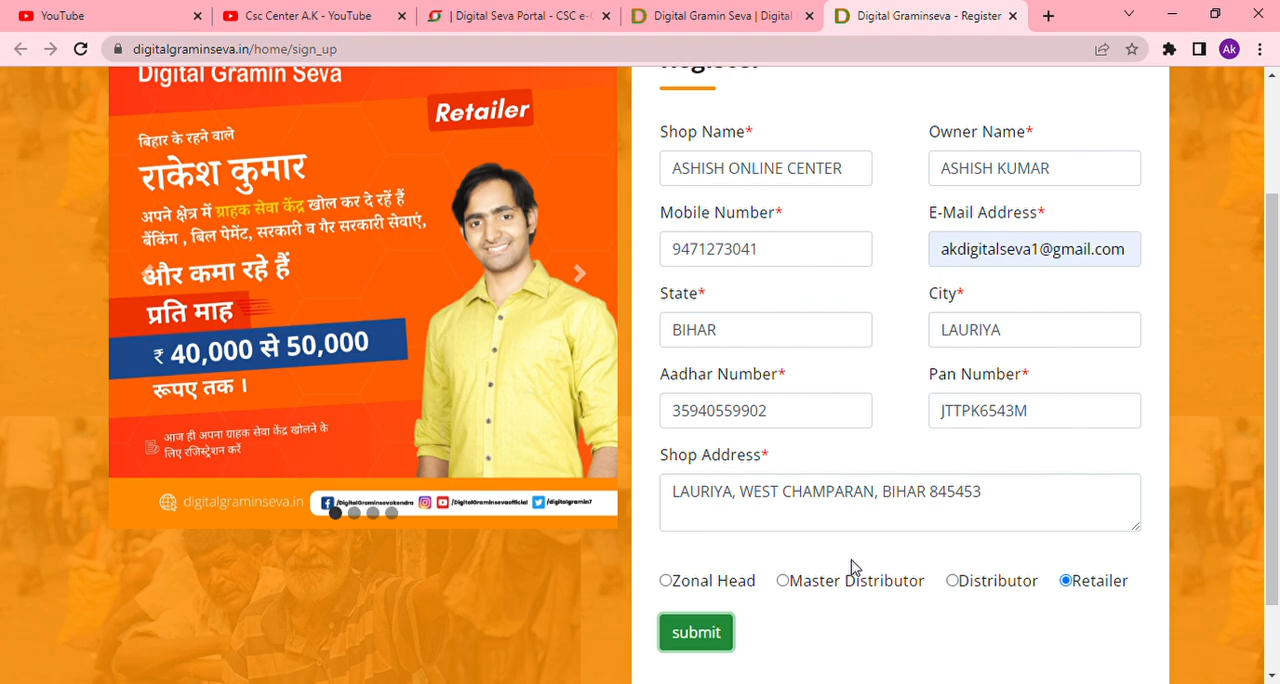 YouTube
Csc Center A.K - YouTube
| Digital Seva Portal - CSC e-G
Digital Gramin Seva | Digital
Digital Graminseva - Register
digitalgraminseva.in/home/sign_up
Ak
Digital Gramin Seva
Retailer
बिहार के रहने वाले
राकेश कुमार
अपने क्षेत्र में ग्राहक सेवा केंद्र खोल कर दे रहें हैं
बैंकिंग , बिल पेमेंट, सरकारी व गैर सरकारी सेवाएं,
और कमा रहे हैं
प्रति माह
₹ 40,000 से 50,000
रूपए तक ।
आज ही अपना ग्राहक सेवा केंद्र खोलने के
लिए रजिस्ट्रेशन करें
digitalgraminseva.in
/Digitalgraminsevakendra
/DigitalGraminsevaofficial
/digitalgramin7
Register
Shop Name*
Owner Name*
ASHISH ONLINE CENTER
ASHISH KUMAR
Mobile Number*
E-Mail Address*
9471273041
akdigitalseva1@gmail.com
State*
City*
BIHAR
LAURIYA
Aadhar Number*
Pan Number*
35940559902
JTTPK6543M
Shop Address*
LAURIYA, WEST CHAMPARAN, BIHAR 845453
Zonal Head
Master Distributor
Distributor
Retailer
submit